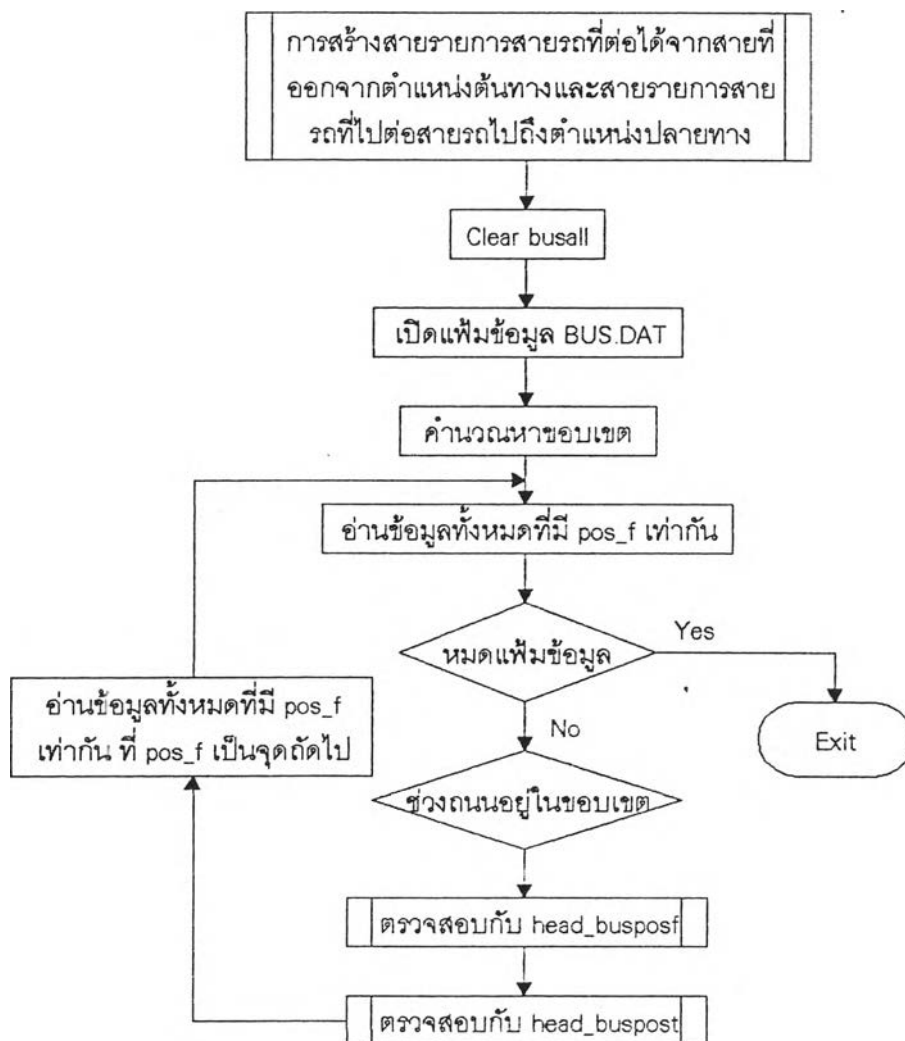 การสร้างสายรายการสายรถที่ต่อได้จากสายที่
ออกจากตำแหน่งต้นทางและสายรายการสาย
รถที่ไปต่อสายรถไปถึงตำแหน่งปลายทาง
Clear busall
เปิดแฟ้มข้อมูล BUS.DAT
คำนวณหาขอบเขต
อ่านข้อมูลทั้งหมดที่มี pos_f เท่ากัน
หมดแฟ้มข้อมูล
Yes
Exit
No
อ่านข้อมูลทั้งหมดที่มี pos_f
เท่ากัน ที่ pos_f เป็นจุดถัดไป
ช่วงถนนอยู่ในขอบเขต
ตรวจสอบกับ head_busposf
ตรวจสอบกับ head_buspost